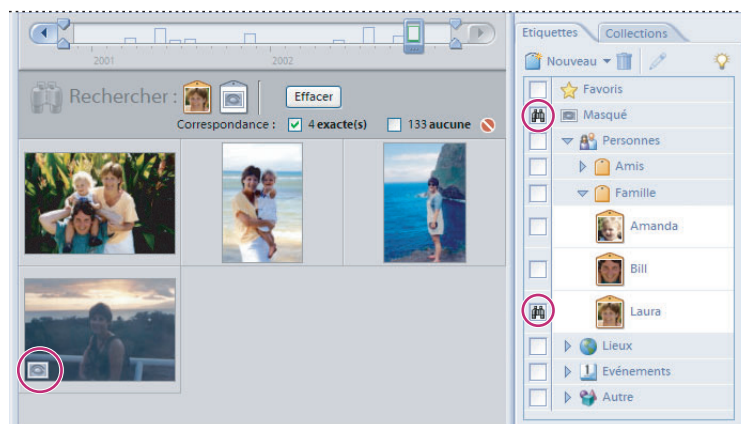 2001
2002
Rechercher :
Effacer
Correspondance : 4 exacte(s) 133 aucune
Etiquettes Collections
Nouveau
Favoris
Masqué
Personnes
Amis
Famille
Amanda
Bill
Laura
Lieux
1 Evénements
Autre